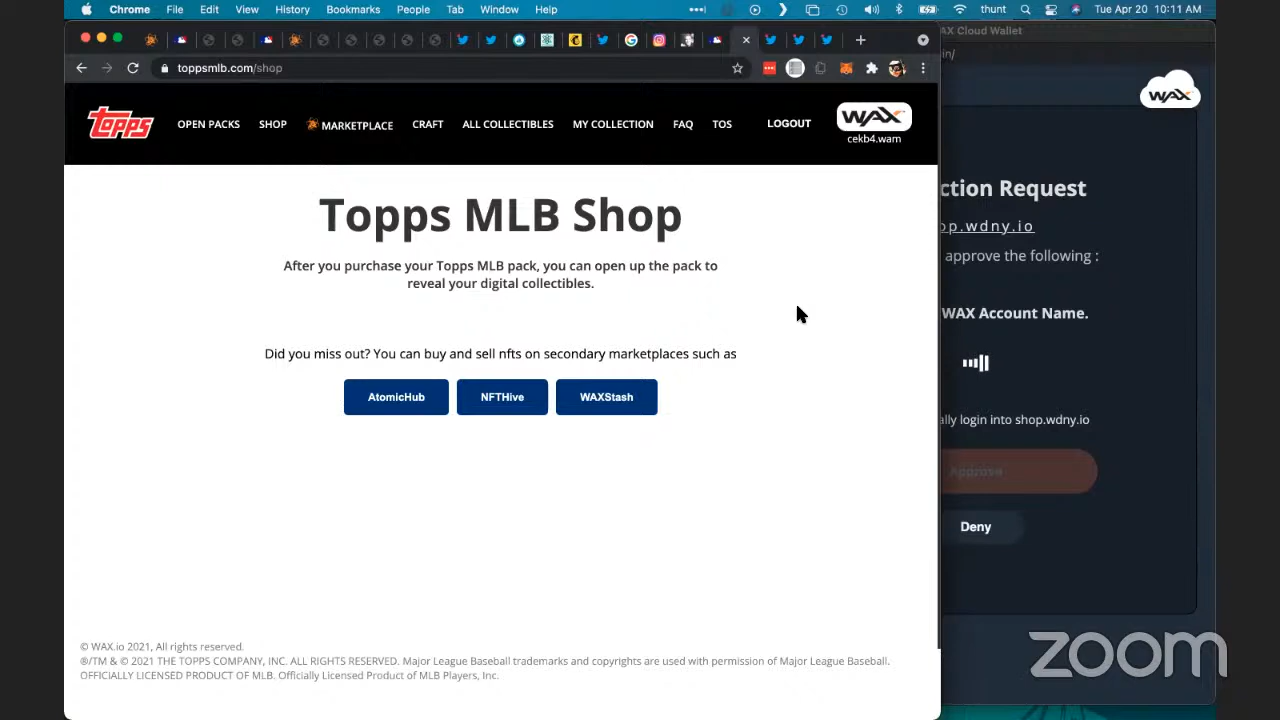 Chrome File Edit View History Bookmarks People Tab Window Help thunt Tue Apr 20 10:11 AM
AX Cloud Wallet
toppsmlb.com/shop
in/
topps OPEN PACKS SHOP MARKETPLACE CRAFT ALL COLLECTIBLES MY COLLECTION FAQ TOS LOGOUT WAX
cekb4.wam
WAX
Topps MLB Shop
After you purchase your Topps MLB pack, you can open up the pack to
reveal your digital collectibles.
Did you miss out? You can buy and sell nfts on secondary marketplaces such as
AtomicHub NFTHive WAXStash
ction Request
op.wdny.io
approve the following :
WAX Account Name.
ally login into shop.wdny.io
Approve
Deny
© WAX.io 2021, All rights reserved.
®/TM & © 2021 THE TOPPS COMPANY, INC. ALL RIGHTS RESERVED. Major League Baseball trademarks and copyrights are used with permission of Major League Baseball.
OFFICIALLY LICENSED PRODUCT OF MLB. Officially Licensed Product of MLB Players, Inc.
zoom